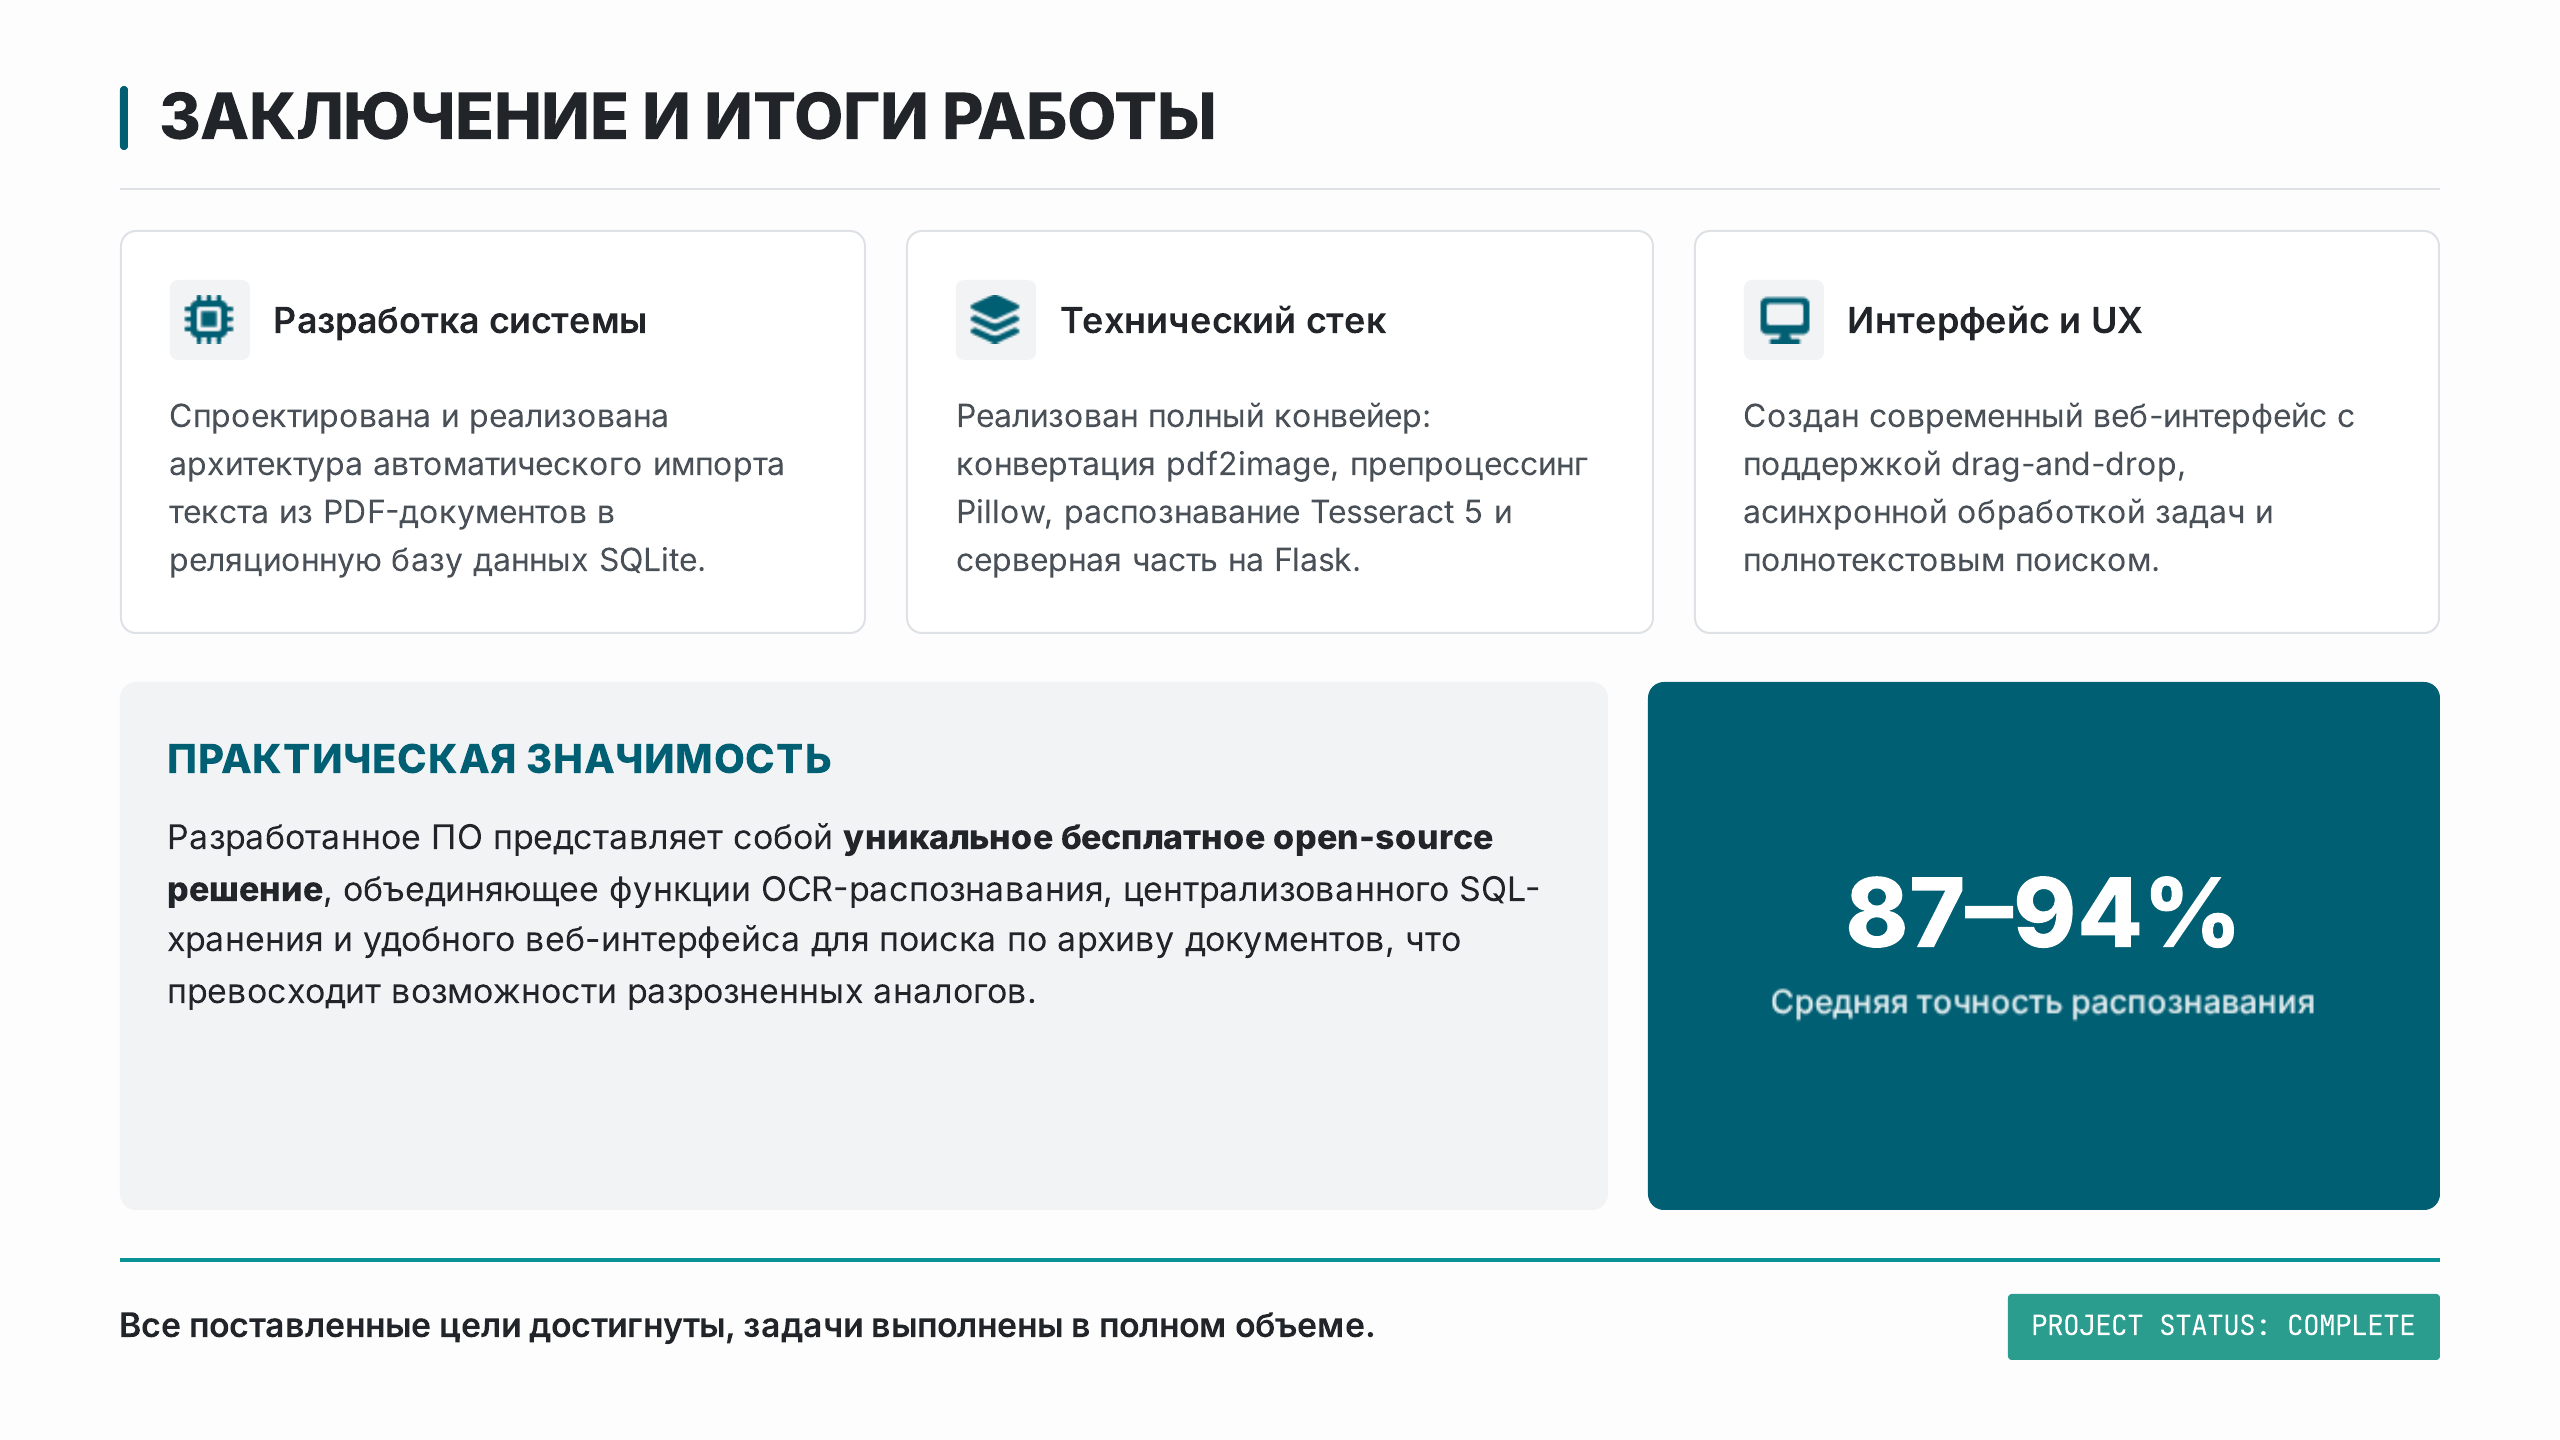 ЗАКЛЮЧЕНИЕ И ИТОГИ РАБОТЫ
Разработка системы
Спроектирована и реализована
архитектура автоматического импорта
текста из PDF-документов в
реляционную базу данных SQLite.
Технический стек
Реализован полный конвейер:
конвертация pdf2image, препроцессинг
Pillow, распознавание Tesseract 5 и
серверная часть на Flask.
Интерфейс и UX
Создан современный веб-интерфейс с
поддержкой drag-and-drop,
асинхронной обработкой задач и
полнотекстовым поиском.
ПРАКТИЧЕСКАЯ ЗНАЧИМОСТЬ
Разработанное ПО представляет собой уникальное бесплатное open-source
решение, объединяющее функции OCR-распознавания, централизованного SQL-
хранения и удобного веб-интерфейса для поиска по архиву документов, что
превосходит возможности разрозненных аналогов.
87–94%
Средняя точность распознавания
Все поставленные цели достигнуты, задачи выполнены в полном объеме.
PROJECT STATUS: COMPLETE